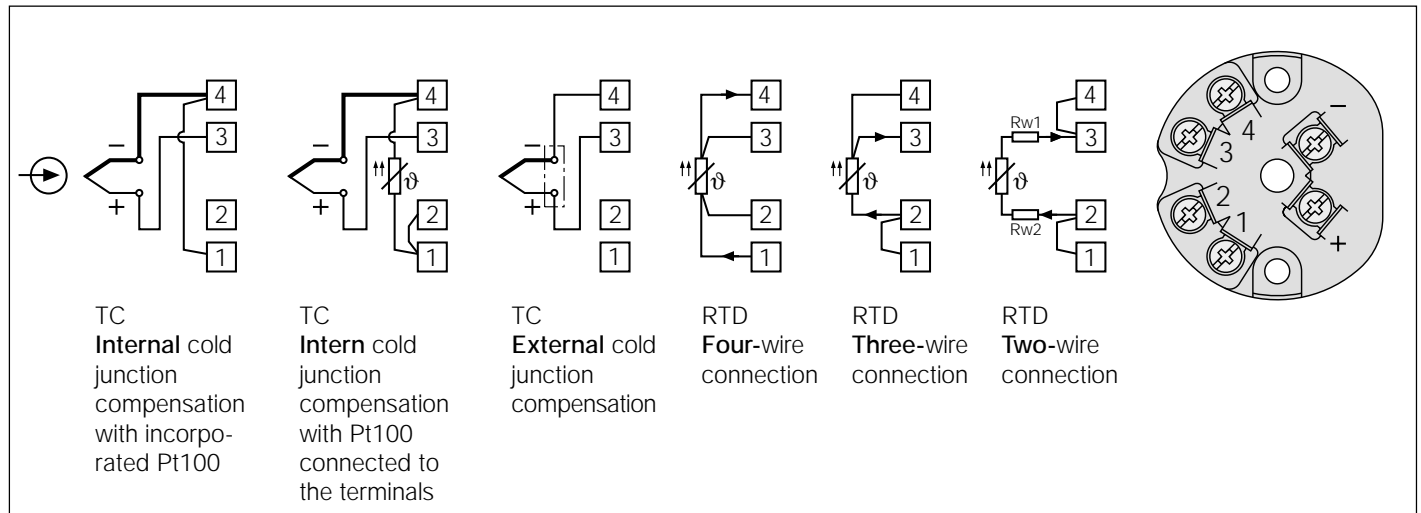 4
3
2
1
− +
4
3
2
1
− +
ϑ
4
3
2
1
− +
4
3
2
1
ϑ
4
3
2
1
ϑ
4
3
2
1
Rw1
ϑ
Rw2
4
3
2
1
−
+
TC
Internal cold
junction
compensation
with incorpo-
rated Pt100
TC
Intern cold
junction
compensation
with Pt100
connected to
the terminals
TC
External cold
junction
compensation
RTD
Four-wire
connection
RTD
Three-wire
connection
RTD
Two-wire
connection